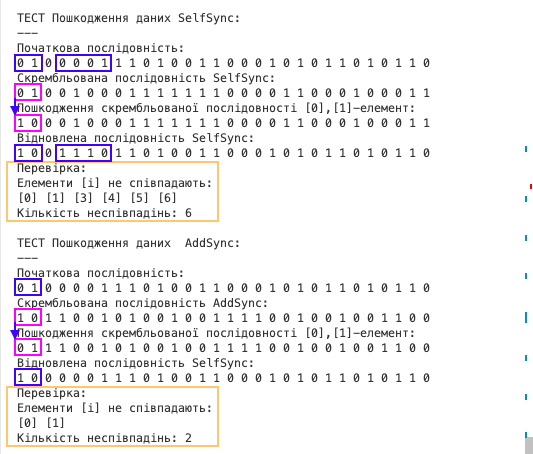 ТЕСТ Пошкодження даних SelfSync:
---
Початкова послідовність:
0 1 0 0 0 0 1 1 1 0 1 0 0 1 1 0 0 0 1 0 1 0 1 1 0 1 0 1 1 0
Скрембльована послідовність SelfSync:
0 1 0 0 1 0 0 0 1 1 1 1 1 1 1 0 0 0 0 1 1 0 0 0 1 0 0 0 1 1
Пошкодження скрембльованої послідовності [0],[1]-елемент:
1 0 0 0 1 0 0 0 1 1 1 1 1 1 1 0 0 0 0 1 1 0 0 0 1 0 0 0 1 1
Відновлена послідовність SelfSync:
1 0 0 1 1 1 0 1 1 0 1 0 0 1 1 0 0 0 1 0 1 0 1 1 0 1 0 1 1 0
Перевірка:
Елементи [i] не співпадають:
[0] [1] [3] [4] [5] [6]
Кількість неспівпадінь: 6
ТЕСТ Пошкодження даних  AddSync:
---
Початкова послідовність:
0 1 0 0 0 0 1 1 1 0 1 0 0 1 1 0 0 0 1 0 1 0 1 1 0 1 0 1 1 0
Скрембльована послідовність AddSync:
1 0 1 1 0 0 1 0 1 0 0 1 0 0 1 1 1 1 0 0 1 0 0 1 0 0 1 1 0 0
Пошкодження скрембльованої послідовності [0],[1]-елемент:
0 1 1 1 0 0 1 0 1 0 0 1 0 0 1 1 1 1 0 0 1 0 0 1 0 0 1 1 0 0
Відновлена послідовність SelfSync:
1 0 0 0 0 0 1 1 1 0 1 0 0 1 1 0 0 0 1 0 1 0 1 1 0 1 0 1 1 0
Перевірка:
Елементи [i] не співпадають:
[0] [1]
Кількість неспівпадінь: 2